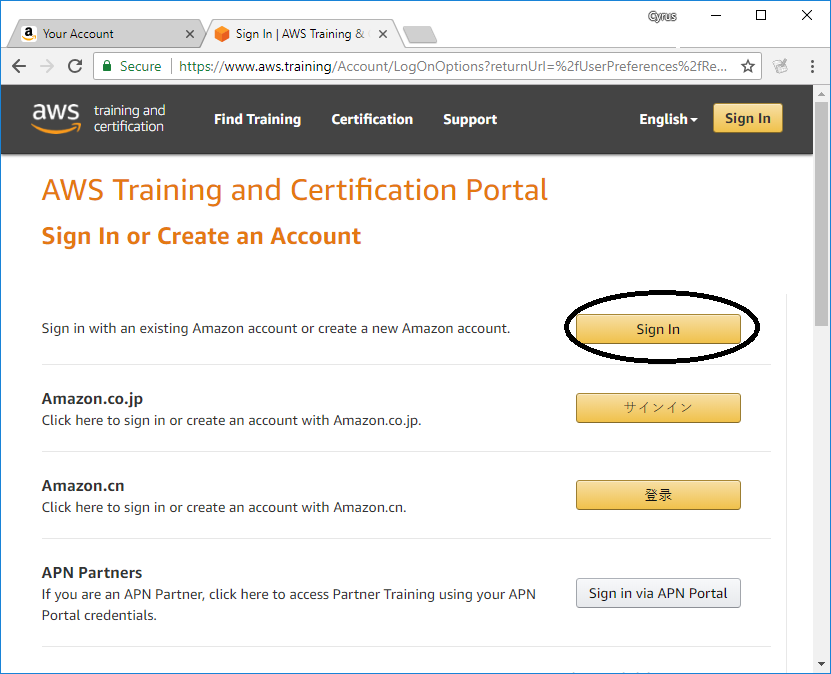 Cyrus
Your Account
Sign In | AWS Training &
Secure
https://www.aws.training/Account/LogOnOptions?returnUrl=%2fUserPreferences%2fRe...
aws training and certification
Find Training
Certification
Support
English
Sign In
AWS Training and Certification Portal
Sign In or Create an Account
Sign in with an existing Amazon account or create a new Amazon account.
Sign In
Amazon.co.jp
Click here to sign in or create an account with Amazon.co.jp.
サインイン
Amazon.cn
Click here to sign in or create an account with Amazon.cn.
登录
APN Partners
If you are an APN Partner, click here to access Partner Training using your APN
Portal credentials.
Sign in via APN Portal